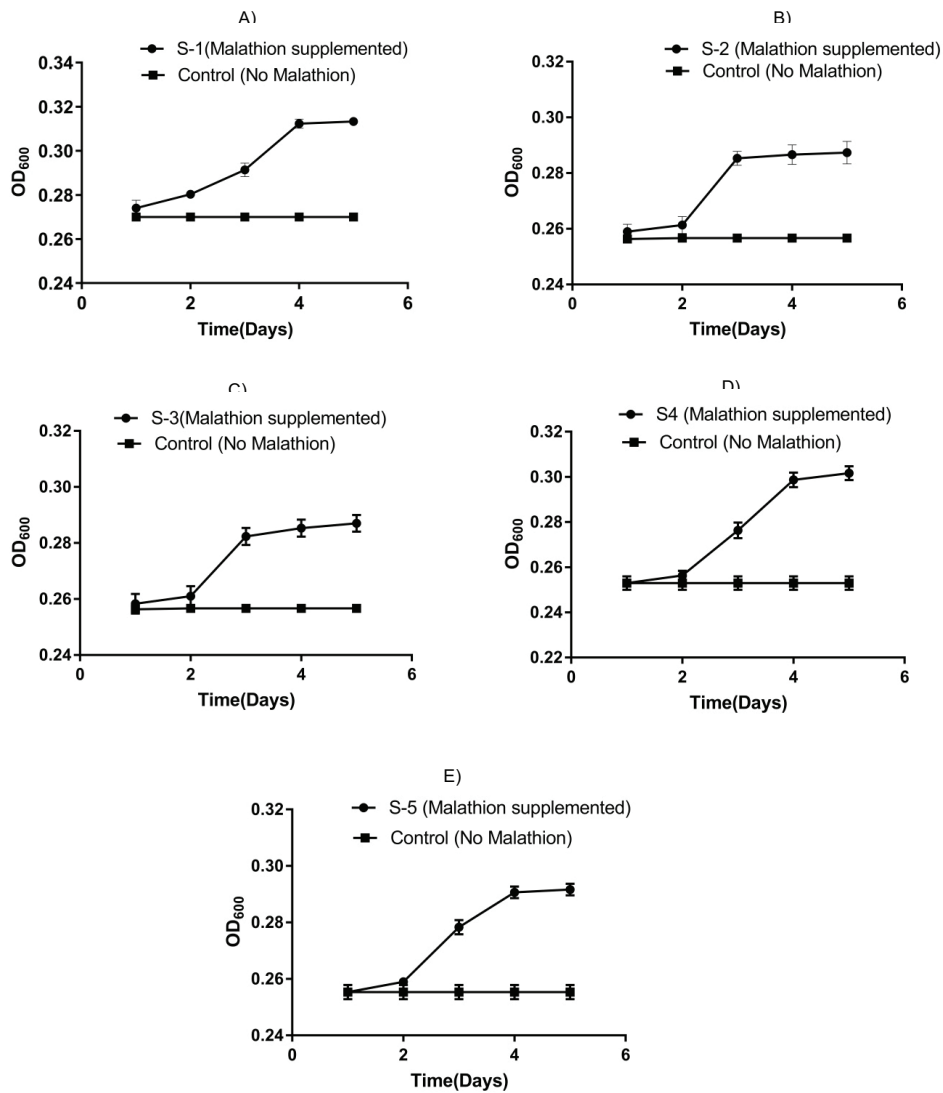 A)
S-1(Malathion supplemented)
Control (No Malathion)
0.34
0.32
0.30
0.28
0.26
0.24
OD600
0 2 4 6
Time(Days)
B)
S-2 (Malathion supplemented)
Control (No Malathion)
0.32
0.30
0.28
0.26
0.24
OD600
0 2 4 6
Time(Days)
C)
S-3(Malathion supplemented)
Control (No Malathion)
0.32
0.30
0.28
0.26
0.24
OD600
0 2 4 6
Time(Days)
D)
S4 (Malathion supplemented)
Control (No Malathion)
0.32
0.30
0.28
0.26
0.24
0.22
OD600
0 2 4 6
Time(Days)
E)
S-5 (Malathion supplemented)
Control (No Malathion)
0.32
0.30
0.28
0.26
0.24
OD600
0 2 4 6
Time(Days)